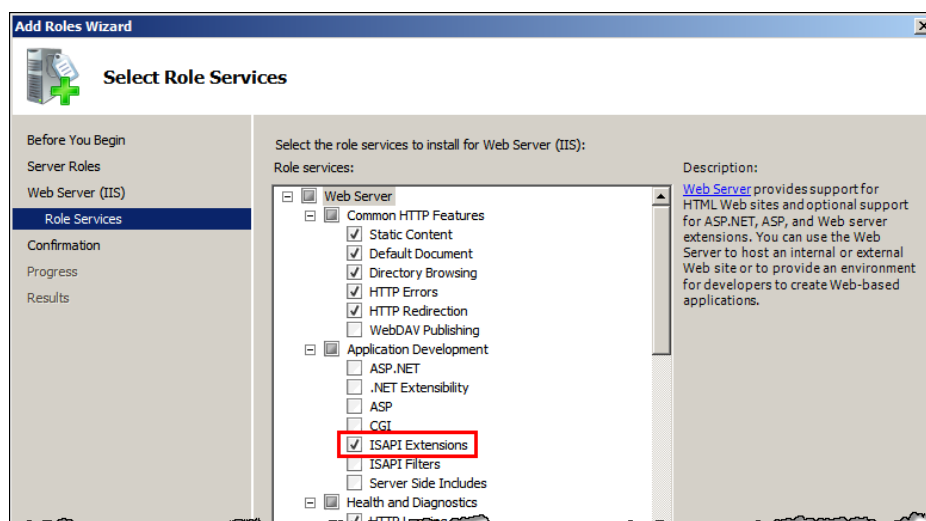 Add Roles Wizard
Select Role Services
Before You Begin
Server Roles
Web Server (IIS)
Role Services
Confirmation
Progress
Results
Select the role services to install for Web Server (IIS):
Role services:
Web Server
Common HTTP Features
Static Content
Default Document
Directory Browsing
HTTP Errors
HTTP Redirection
WebDAV Publishing
Application Development
ASP.NET
.NET Extensibility
ASP
CGI
ISAPI Extensions
ISAPI Filters
Server Side Includes
Health and Diagnostics
Description:
Web Server provides support for
HTML Web sites and optional support
for ASP.NET, ASP, and Web server
extensions. You can use the Web
Server to host an internal or external
Web site or to provide an environment
for developers to create Web-based
applications.